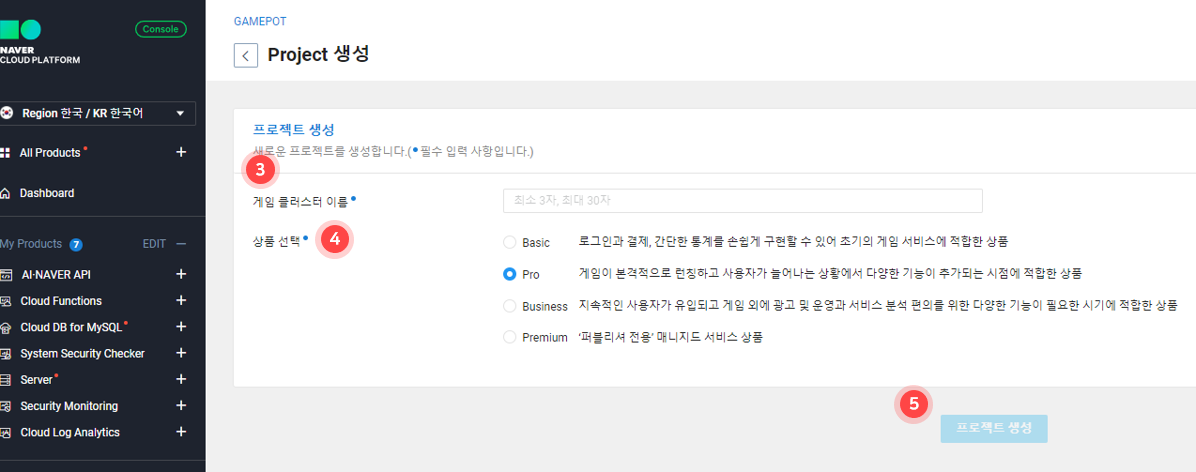 NAVER
CLOUD PLATFORM
Console
Region 한국 / KR 한국어
All Products
Dashboard
My Products 7 EDIT
AI·NAVER API
Cloud Functions
Cloud DB for MySQL
System Security Checker
Server
Security Monitoring
Cloud Log Analytics
GAMEPOT
Project 생성
프로젝트 생성
새로운 프로젝트를 생성합니다.(• 필수 입력 사항입니다.)
3
게임 클러스터 이름•
최소 3자, 최대 30자
상품 선택• 4
Basic 로그인과 결제, 간단한 통계를 손쉽게 구현할 수 있어 초기의 게임 서비스에 적합한 상품
Pro 게임이 본격적으로 런칭하고 사용자가 늘어나는 상황에서 다양한 기능이 추가되는 시점에 적합한 상품
Business 지속적인 사용자가 유입되고 게임 외에 광고 및 운영과 서비스 분석 편의를 위한 다양한 기능이 필요한 시기에 적합한 상품
Premium ‘퍼블리셔 전용’ 매니지드 서비스 상품
5
프로젝트 생성